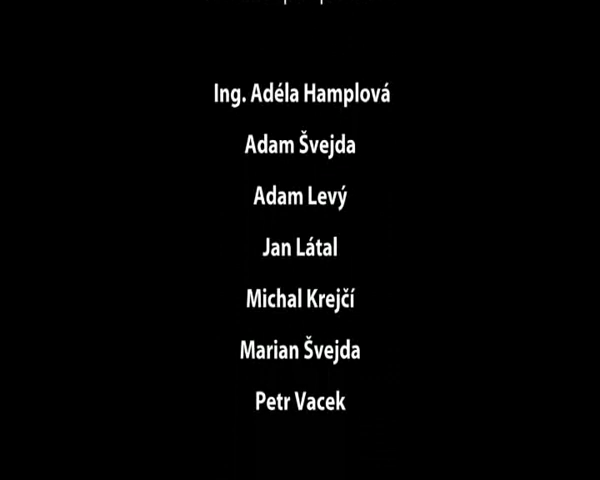 Ing. Adéla Hamplová
Adam Švejda
Adam Levý
Jan Látal
Michal Krejčí
Marian Švejda
Petr Vacek